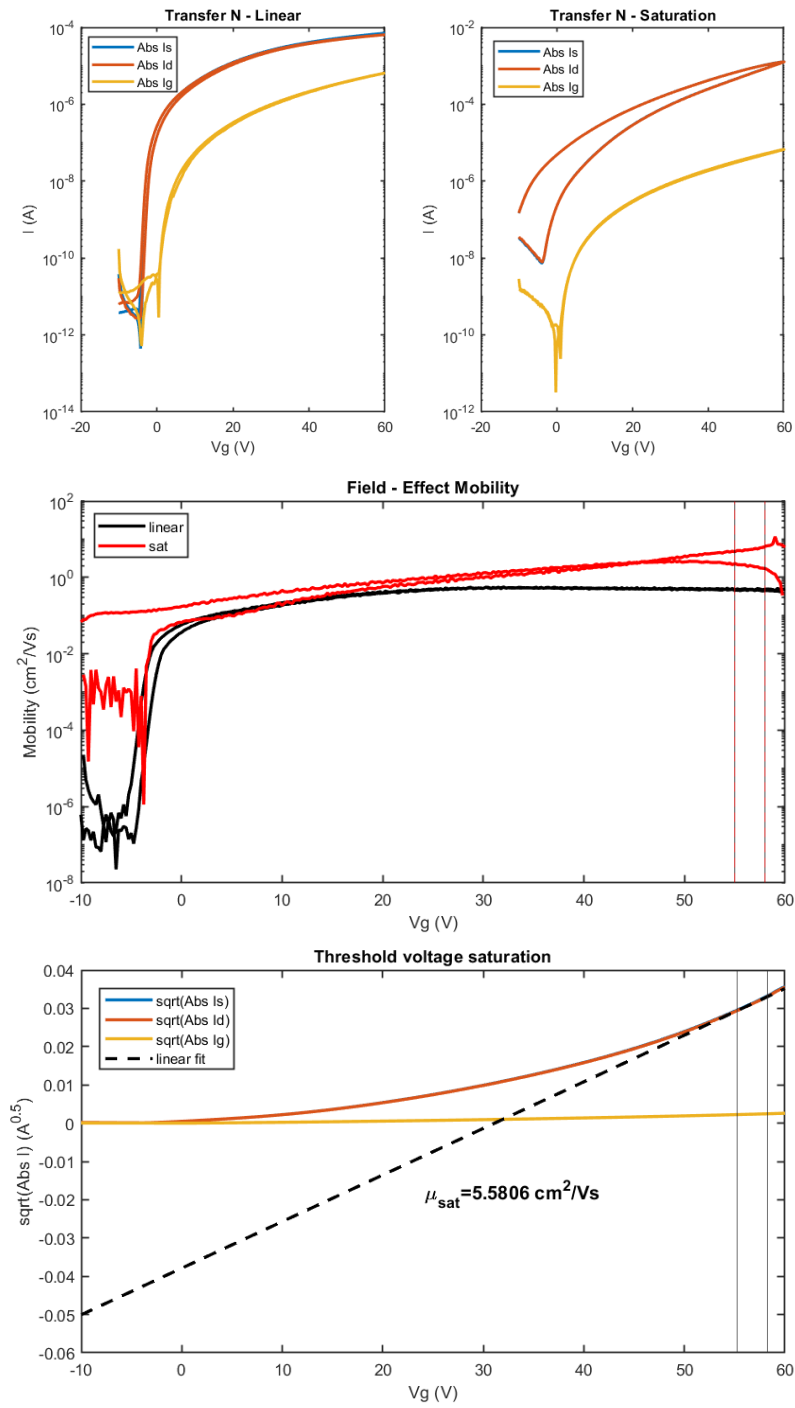 Transfer N - Linear
Abs Is
Abs Id
Abs Ig
10^-4
10^-6
10^-8
10^-10
10^-12
10^-14
I (A)
-20
0
20
40
60
Vg (V)
Transfer N - Saturation
Abs Is
Abs Id
Abs Ig
10^-2
10^-4
10^-6
10^-8
10^-10
10^-12
I (A)
-20
0
20
40
60
Vg (V)
Field - Effect Mobility
linear
sat
10^2
10^0
10^-2
10^-4
10^-6
10^-8
Mobility (cm^2/Vs)
-10
0
10
20
30
40
50
60
Vg (V)
Threshold voltage saturation
sqrt(Abs Is)
sqrt(Abs Id)
sqrt(Abs Ig)
linear fit
0.04
0.03
0.02
0.01
0
-0.01
-0.02
-0.03
-0.04
-0.05
-0.06
sqrt(Abs I) (A^0.5)
μ_sat=5.5806 cm^2/Vs
-10
0
10
20
30
40
50
60
Vg (V)